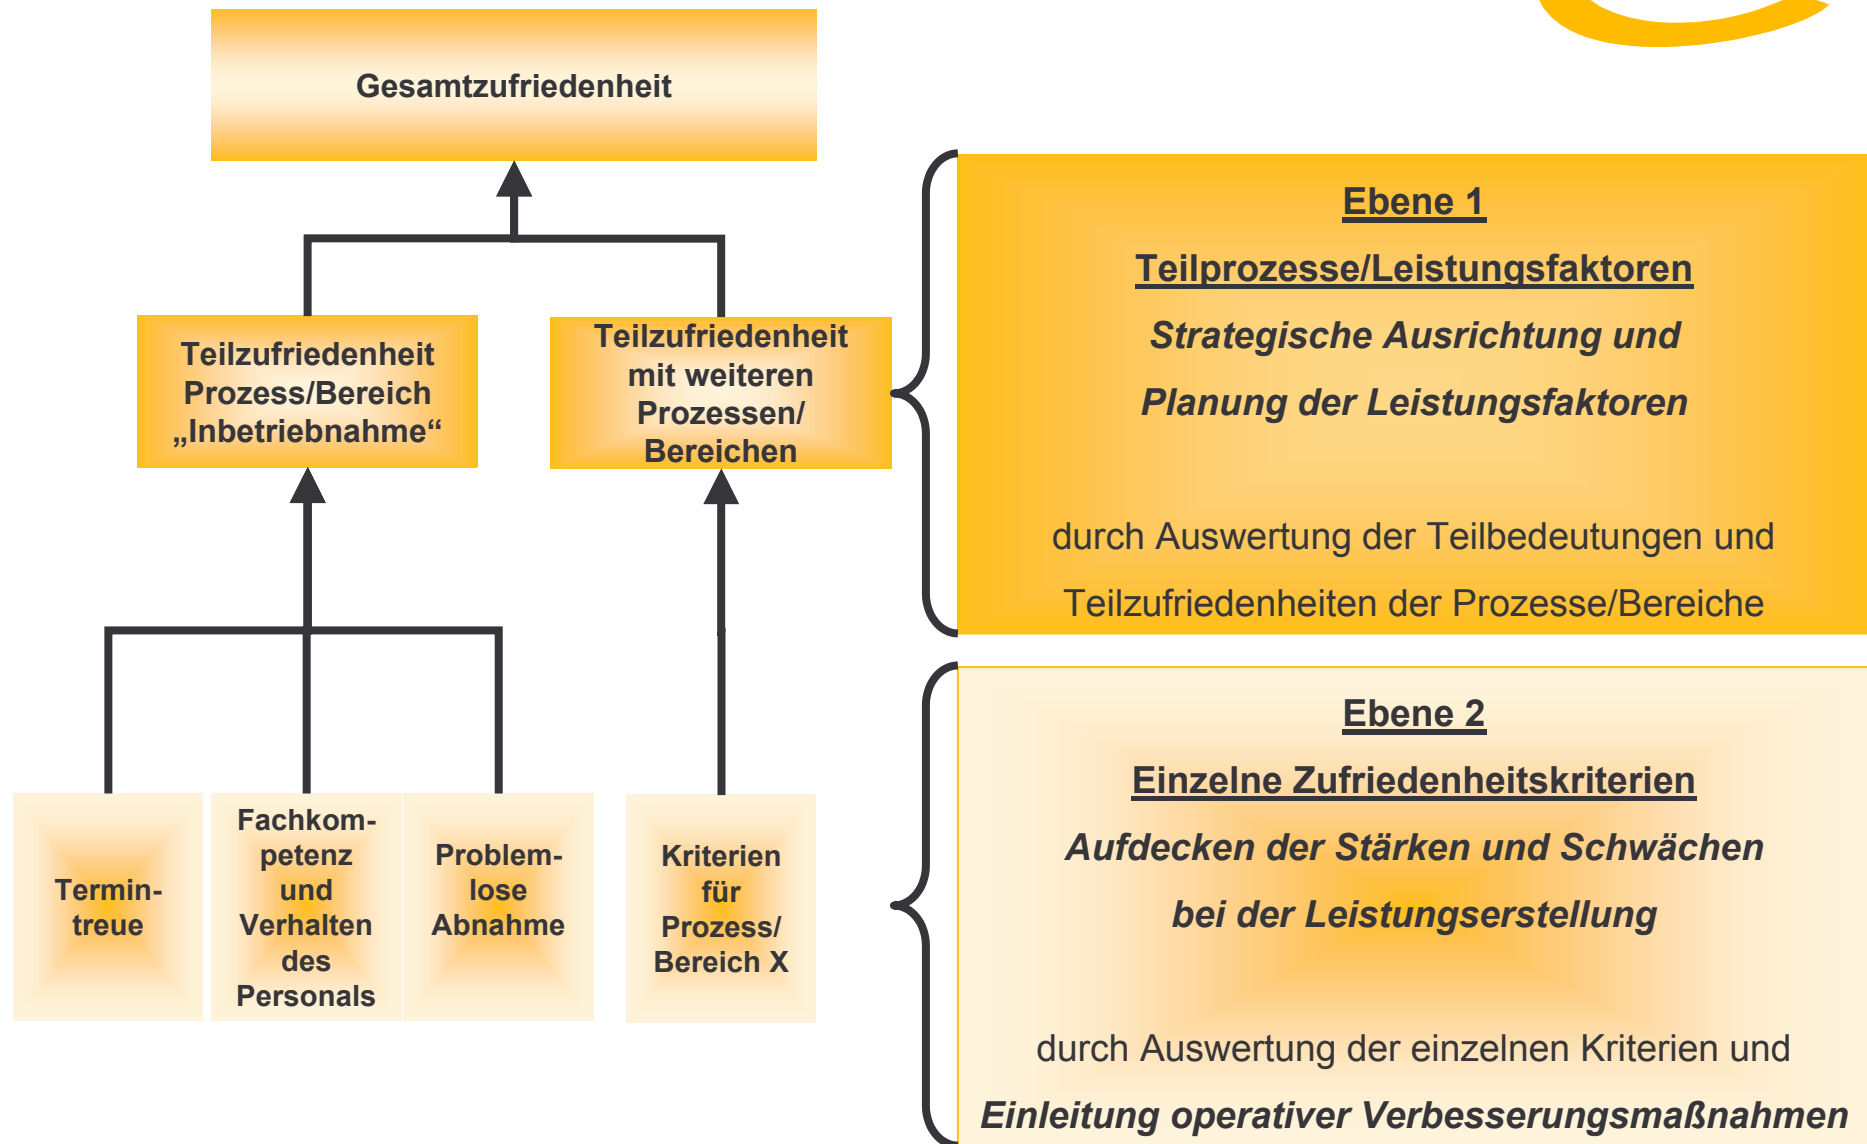 Gesamtzufriedenheit
Teilzufriedenheit
Prozess/Bereich
„Inbetriebnahme“
Teilzufriedenheit
mit weiteren
Prozessen/
Bereichen
Termin-
treue
Fachkom-
petenz
und
Verhalten
des
Personals
Problem-
lose
Abnahme
Kriterien
für
Prozess/
Bereich X
Ebene 1
Teilprozesse/Leistungsfaktoren
Strategische Ausrichtung und
Planung der Leistungsfaktoren
durch Auswertung der Teilbedeutungen und
Teilzufriedenheiten der Prozesse/Bereiche
Ebene 2
Einzelne Zufriedenheitskriterien
Aufdecken der Stärken und Schwächen
bei der Leistungserstellung
durch Auswertung der einzelnen Kriterien und
Einleitung operativer Verbesserungsmaßnahmen